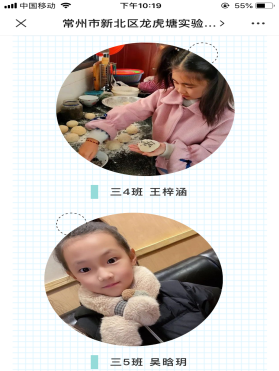 中国移动 下午10:19 55%
常州市新北区龙虎塘实验...
三4班 王梓涵
三5班 吴晗玥